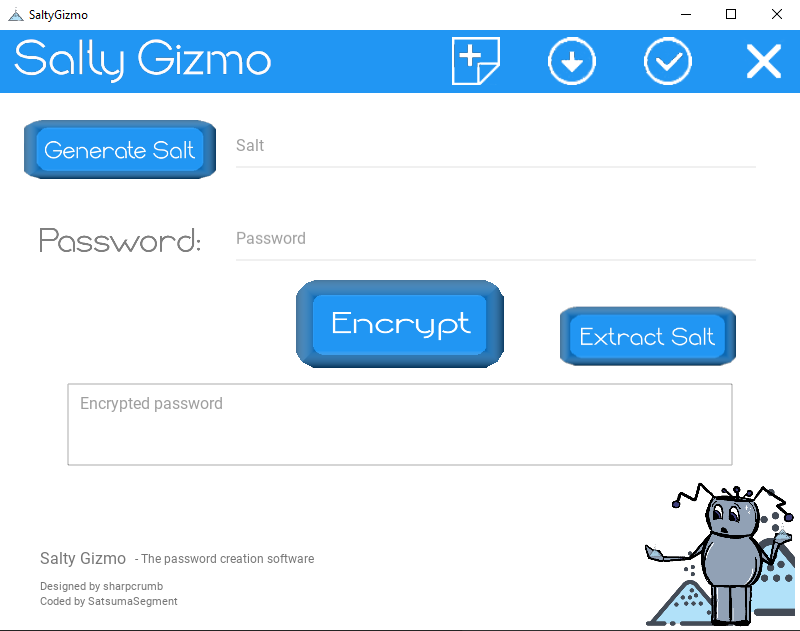 SaltyGizmo
Salty Gizmo
Generate Salt
Salt
Password:
Password
Encrypt
Extract Salt
Encrypted password
Salty Gizmo - The password creation software
Designed by sharpcrumb
Coded by SatsumaSegment